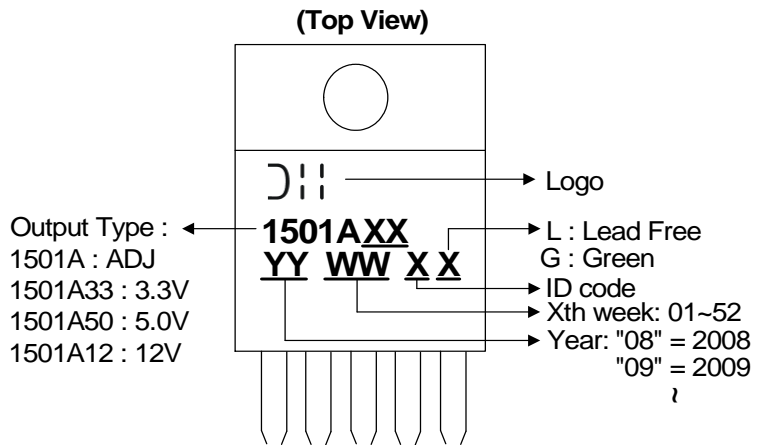 (Top View)
Logo
Output Type :
1501A : ADJ
1501A33 : 3.3V
1501A50 : 5.0V
1501A12 : 12V
1501AXX
YY WW X X
L : Lead Free
G : Green
ID code
Xth week: 01~52
Year: "08" = 2008
"09" = 2009
~